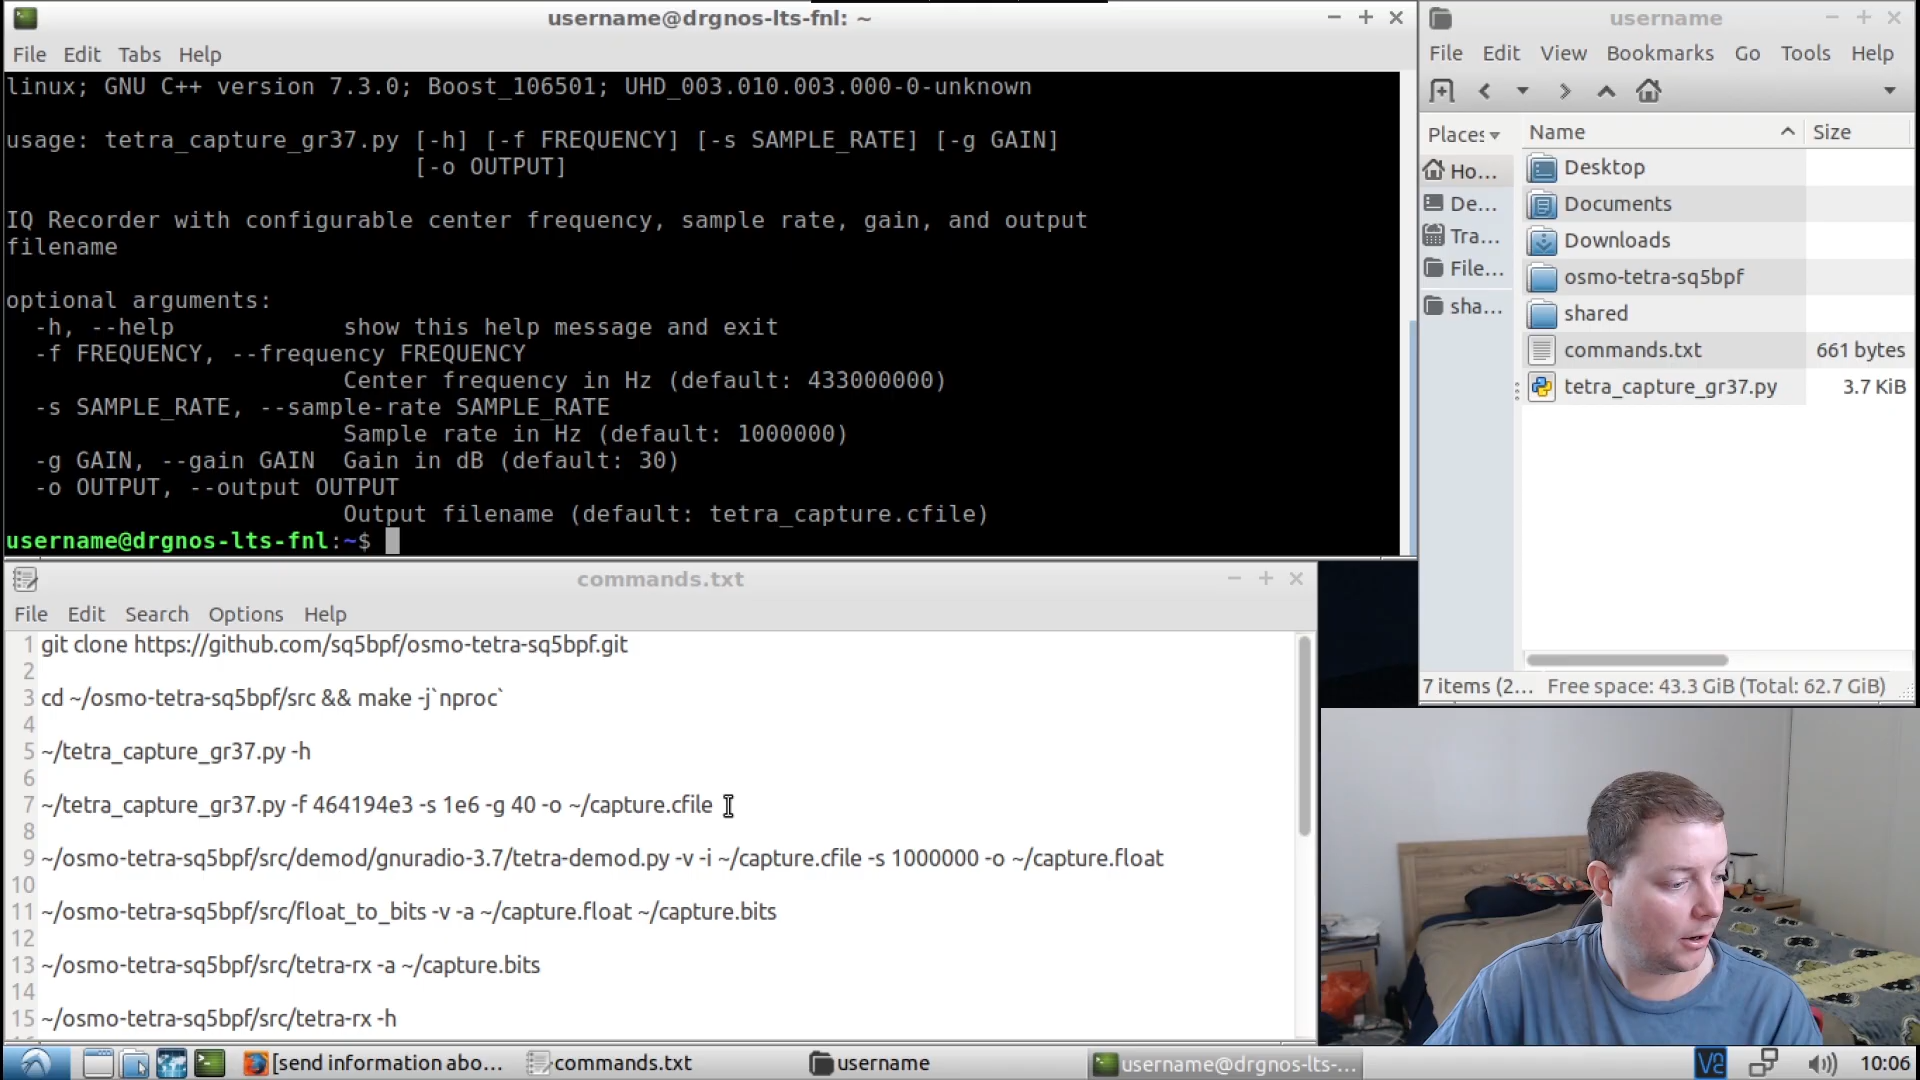 username@drgnos-lts-fnl: ~
File Edit Tabs Help
linux; GNU C++ version 7.3.0; Boost_106501; UHD_003.010.003.000-0-unknown
usage: tetra_capture_gr37.py [-h] [-f FREQUENCY] [-s SAMPLE_RATE] [-g GAIN]
[-o OUTPUT]
IQ Recorder with configurable center frequency, sample rate, gain, and output
filename
optional arguments:
-h, --help show this help message and exit
-f FREQUENCY, --frequency FREQUENCY
Center frequency in Hz (default: 433000000)
-s SAMPLE_RATE, --sample-rate SAMPLE_RATE
Sample rate in Hz (default: 1000000)
-g GAIN, --gain GAIN Gain in dB (default: 30)
-o OUTPUT, --output OUTPUT
Output filename (default: tetra_capture.cfile)
username@drgnos-lts-fnl:~$
username
File Edit View Bookmarks Go Tools Help
Places Name Size
Ho... Desktop
De... Documents
Tra... Downloads
File... osmo-tetra-sq5bpf
sha... shared
commands.txt 661 bytes
tetra_capture_gr37.py 3.7 KiB
7 items (2... Free space: 43.3 GiB (Total: 62.7 GiB)
commands.txt
File Edit Search Options Help
1 git clone https://github.com/sq5bpf/osmo-tetra-sq5bpf.git
2
3 cd ~/osmo-tetra-sq5bpf/src && make -j`nproc`
4
5 ~/tetra_capture_gr37.py -h
6
7 ~/tetra_capture_gr37.py -f 464194e3 -s 1e6 -g 40 -o ~/capture.cfile
8
9 ~/osmo-tetra-sq5bpf/src/demod/gnuradio-3.7/tetra-demod.py -v -i ~/capture.cfile -s 1000000 -o ~/capture.float
10
11 ~/osmo-tetra-sq5bpf/src/float_to_bits -v -a ~/capture.float ~/capture.bits
12
13 ~/osmo-tetra-sq5bpf/src/tetra-rx -a ~/capture.bits
14
15 ~/osmo-tetra-sq5bpf/src/tetra-rx -h
[send information abo... commands.txt username username@drgnos-lts-... 10:06